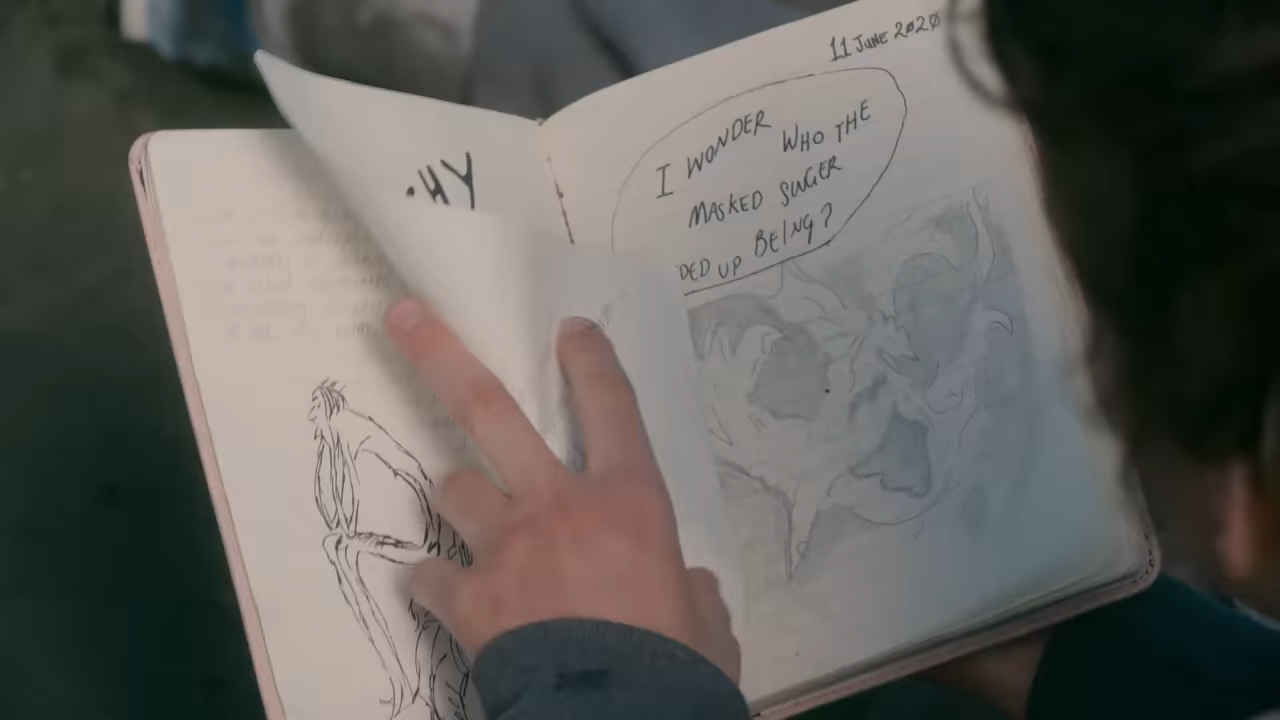 11 JUNE 2020
HY
I WONDER
WHO THE
MASKED SUGER
DED UP BEING?